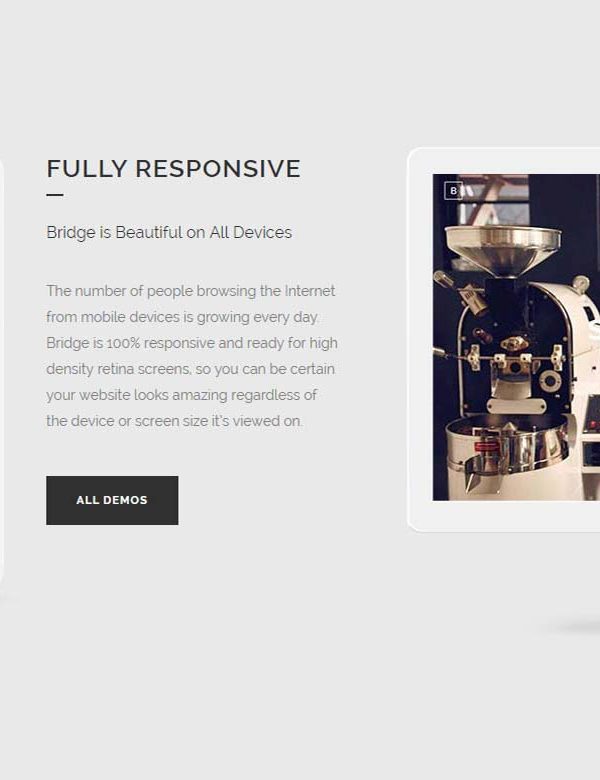 FULLY RESPONSIVE
Bridge is Beautiful on All Devices
The number of people browsing the Internet
from mobile devices is growing every day.
Bridge is 100% responsive and ready for high
density retina screens, so you can be certain
your website looks amazing regardless of
the device or screen size it's viewed on.
ALL DEMOS
B